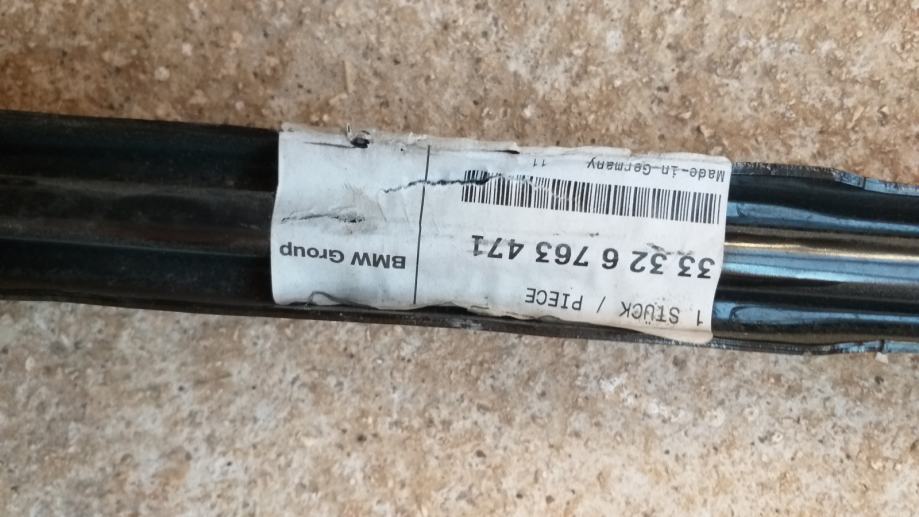 1 STÜCK / PIECE
33 32 6 763 471
Made-in-Germany 11
BMW Group